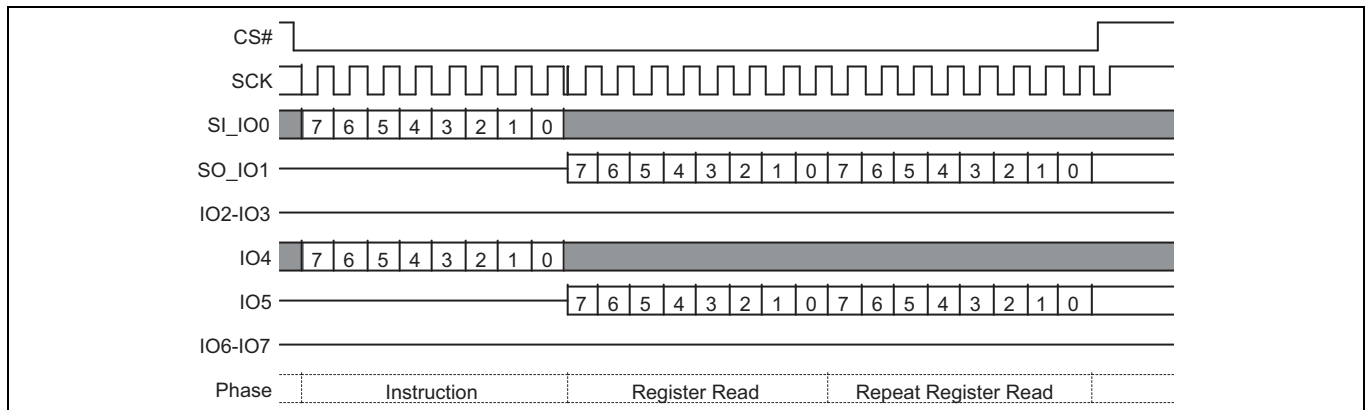 CS#
SCK
SI_IO0 7 6 5 4 3 2 1 0
SO_IO1 7 6 5 4 3 2 1 0 7 6 5 4 3 2 1 0
IO2-IO3
IO4 7 6 5 4 3 2 1 0
IO5 7 6 5 4 3 2 1 0 7 6 5 4 3 2 1 0
IO6-IO7
Phase Instruction Register Read Repeat Register Read